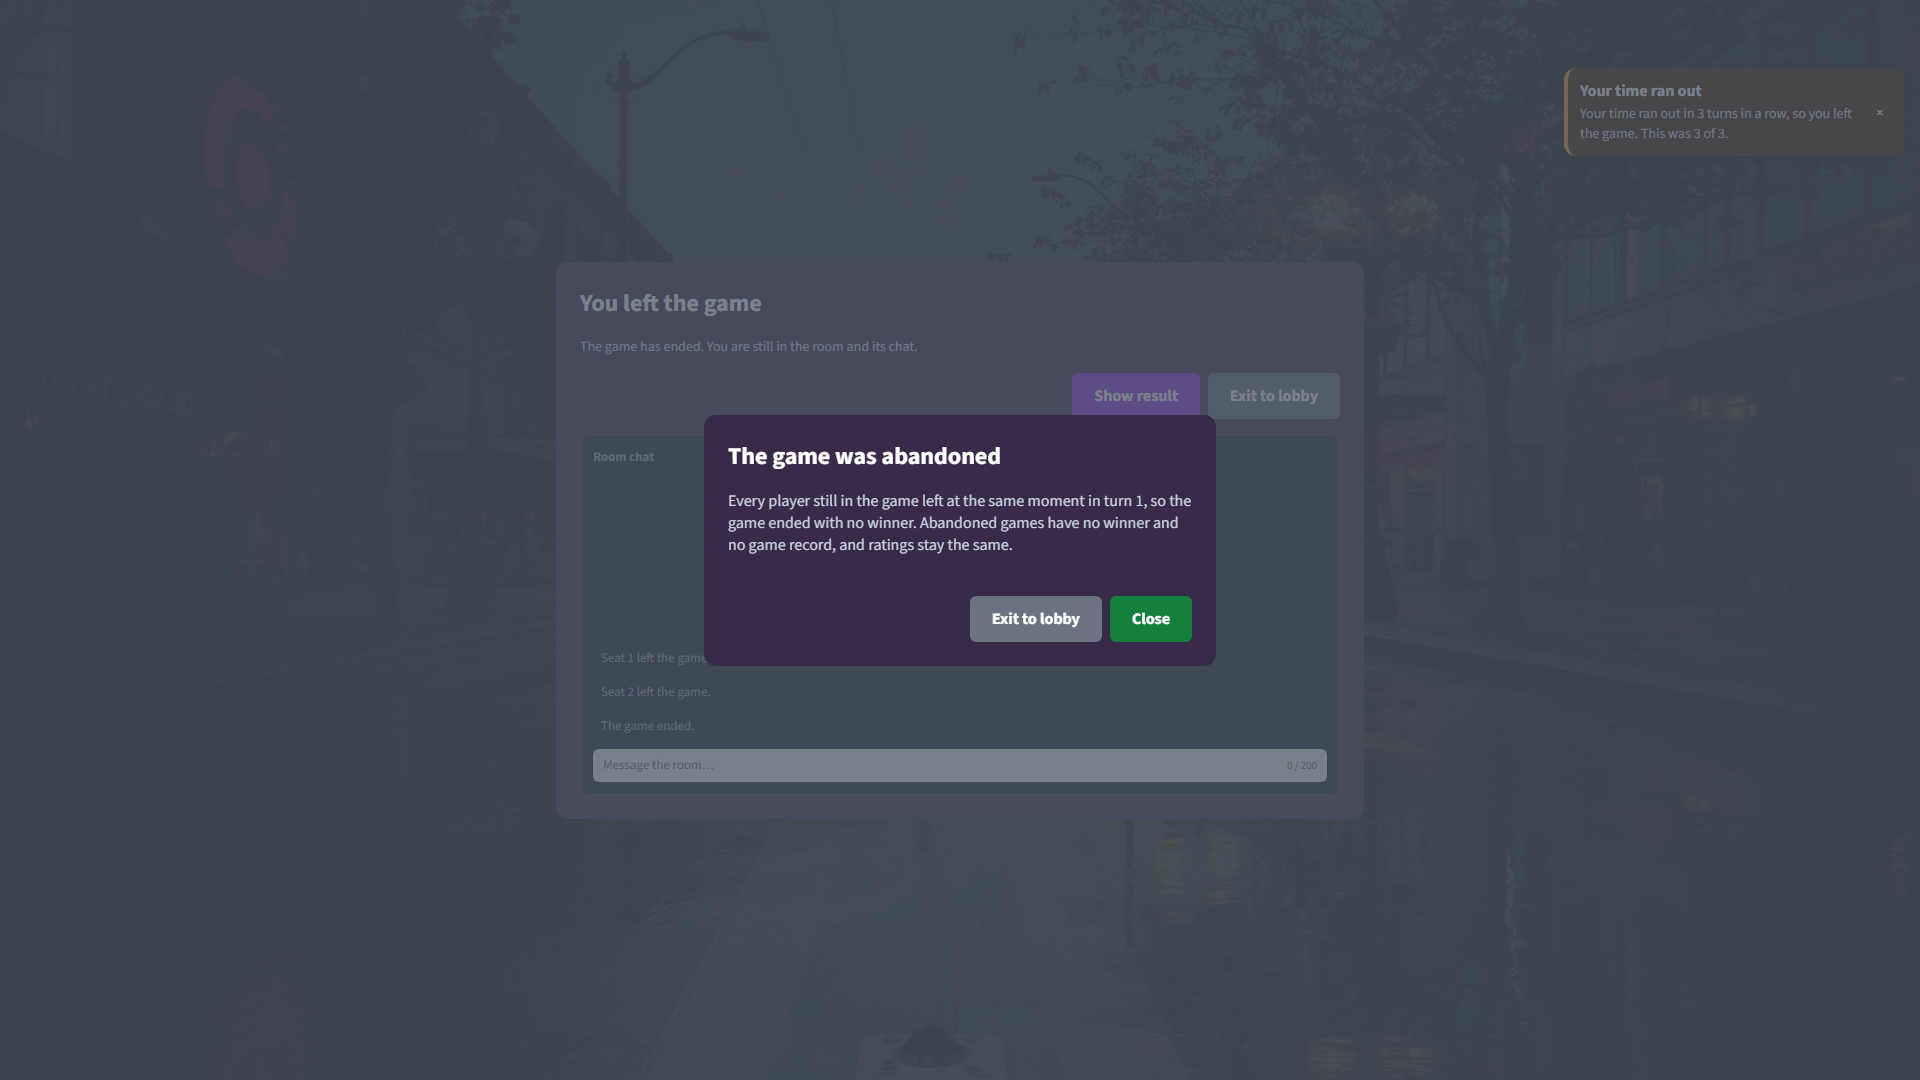 Your time ran out
Your time ran out in 3 turns in a row, so you left
the game. This was 3 of 3.
×
order pickup
You left the game
The game has ended. You are still in the room and its chat.
Show result
Exit to lobby
Room chat
The game was abandoned
Every player still in the game left at the same moment in turn 1, so the
game ended with no winner. Abandoned games have no winner and
no game record, and ratings stay the same.
Exit to lobby
Close
Seat 1 left the game
Seat 2 left the game.
The game ended.
Message the room…
0 / 200